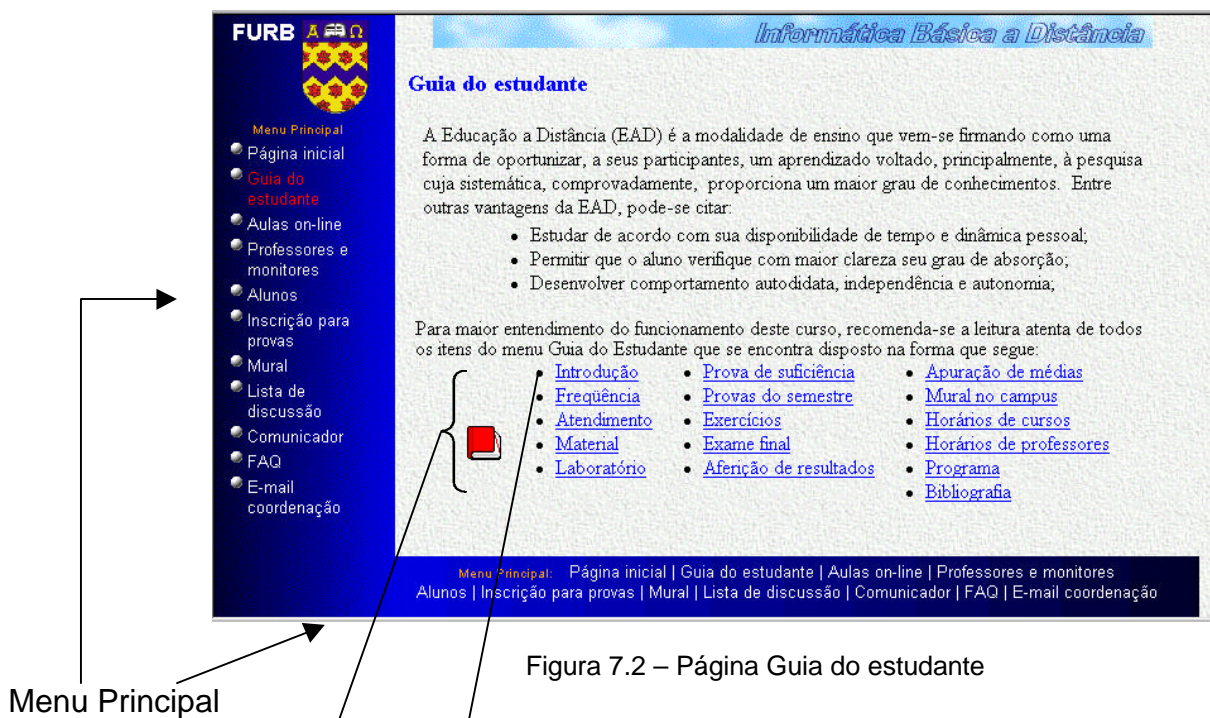 FURB
Α Ω
Informática Básica a Distância
Guia do estudante
Menu Principal
Página inicial
Guia do
estudante
Aulas on-line
Professores e
monitores
Alunos
Inscrição para
provas
Mural
Lista de
discussão
Comunicador
FAQ
E-mail
coordenação
A Educação a Distância (EAD) é a modalidade de ensino que vem-se firmando como uma
forma de oportunizar, a seus participantes, um aprendizado voltado, principalmente, à pesquisa
cuja sistemática, comprovadamente, proporciona um maior grau de conhecimentos. Entre
outras vantagens da EAD, pode-se citar:
• Estudar de acordo com sua disponibilidade de tempo e dinâmica pessoal;
• Permitir que o aluno verifique com maior clareza seu grau de absorção;
• Desenvolver comportamento autodidata, independência e autonomia;
Para maior entendimento do funcionamento deste curso, recomenda-se a leitura atenta de todos
os itens do menu Guia do Estudante que se encontra disposto na forma que segue:
• Introdução
• Freqüência
• Atendimento
• Material
• Laboratório
• Prova de suficiência
• Provas do semestre
• Exercícios
• Exame final
• Aferição de resultados
• Apuração de médias
• Mural no campus
• Horários de cursos
• Horários de professores
• Programa
• Bibliografia
Menu Principal: Página inicial | Guia do estudante | Aulas on-line | Professores e monitores
Alunos | Inscrição para provas | Mural | Lista de discussão | Comunicador | FAQ | E-mail coordenação
Figura 7.2 – Página Guia do estudante
Menu Principal